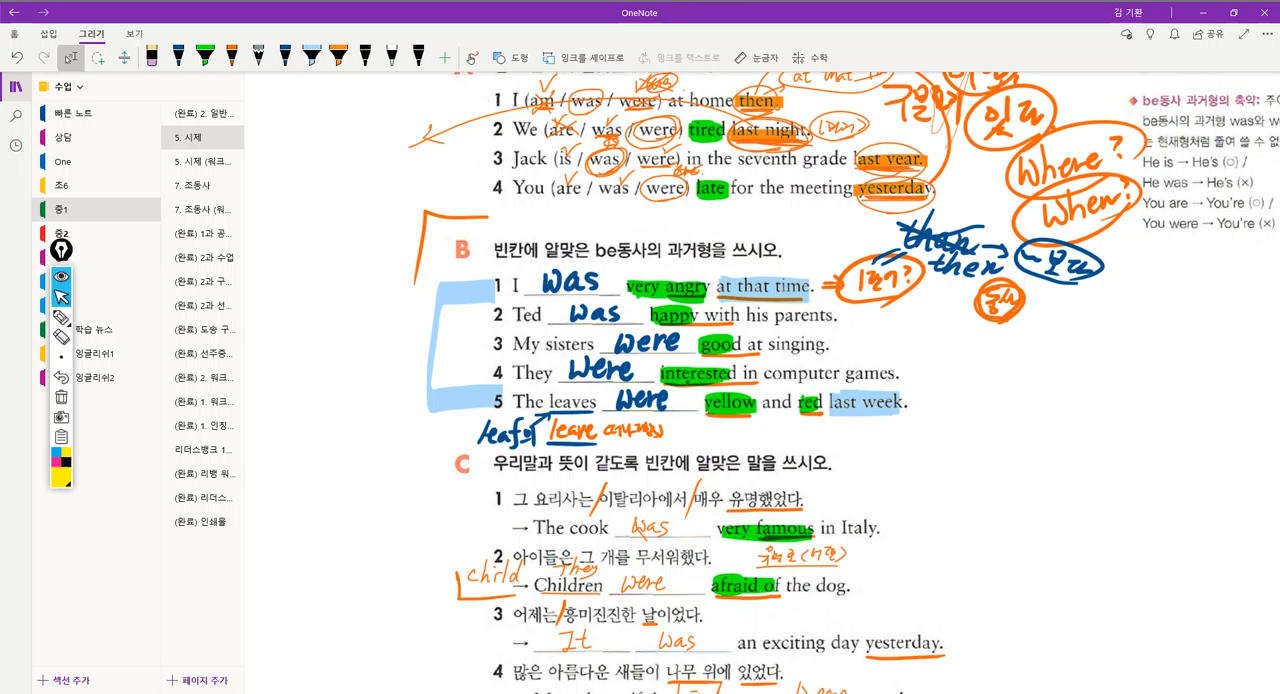 OneNote
김 기환
홈 삽입 그리기 보기
도형 잉크를 셰이프로 잉크를 텍스트로 눈금자 수학 공유
수업
빠른 노트
상담
One
초6
중1
중2
학습 뉴스
잉글리쉬1
잉글리쉬2
섹션 추가
(완료) 2. 일반...
5. 시제
5. 시제 (워크...
7. 조동사
7. 조동사 (워...
(완료) 1과 공...
(완료) 2과 수업
(완료) 2과 구...
(완료) 2과 선...
(완료) 도송 구...
(완료) 선주중...
(완료) 2. 워크...
(완료) 1. 워크...
(완료) 1. 인칭...
리더스뱅크 1...
(완료) 리뱅 워...
(완료) 리더스...
(완료) 인쇄물
페이지 추가
at that
1 I (am / was / were) at home then.
2 We (are / was / were) tired last night.
3 Jack (is / was / were) in the seventh grade last year.
are
4 You (are / was / were) late for the meeting yesterday.
있다
where?
when?
than
then
~보다
동사
B 빈칸에 알맞은 be동사의 과거형을 쓰시오.
1 I was very angry at that time.
2 Ted was happy with his parents.
3 My sisters were good at singing.
4 They were interested in computer games.
5 The leaves were yellow and red last week.
leaf의 leave
C 우리말과 뜻이 같도록 빈칸에 알맞은 말을 쓰시오.
1 그 요리사는 이탈리아에서 매우 유명했었다.
→ The cook was very famous in Italy.
2 아이들은 그 개를 무서워했다.
child They
→ Children were afraid of the dog.
3 어제는 흥미진진한 날이었다.
→ It was an exciting day yesterday.
4 많은 아름다운 새들이 나무 위에 있었다.
be동사 과거형의 축약: 주어
be동사의 과거형 was와 w
는 현재형처럼 줄여 쓸 수 없
He is → He's (○) /
He was → He's (×)
You are → You're (○) /
You were → You're (×)